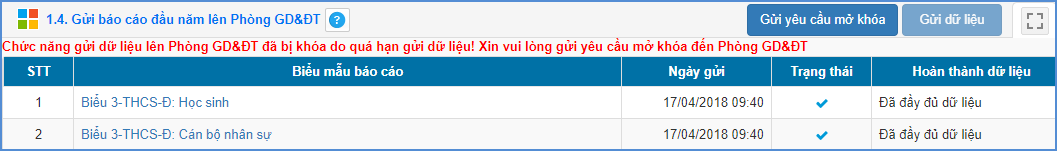 1.4. Gửi báo cáo đầu năm lên Phòng GD&ĐT ? Gửi yêu cầu mở khóa Gửi dữ liệu
Chức năng gửi dữ liệu lên Phòng GD&ĐT đã bị khóa do quá hạn gửi dữ liệu! Xin vui lòng gửi yêu cầu mở khóa đến Phòng GD&ĐT
STT Biểu mẫu báo cáo Ngày gửi Trạng thái Hoàn thành dữ liệu
1 Biểu 3-THCS-Đ: Học sinh 17/04/2018 09:40 Đã đầy đủ dữ liệu
2 Biểu 3-THCS-Đ: Cán bộ nhân sự 17/04/2018 09:40 Đã đầy đủ dữ liệu